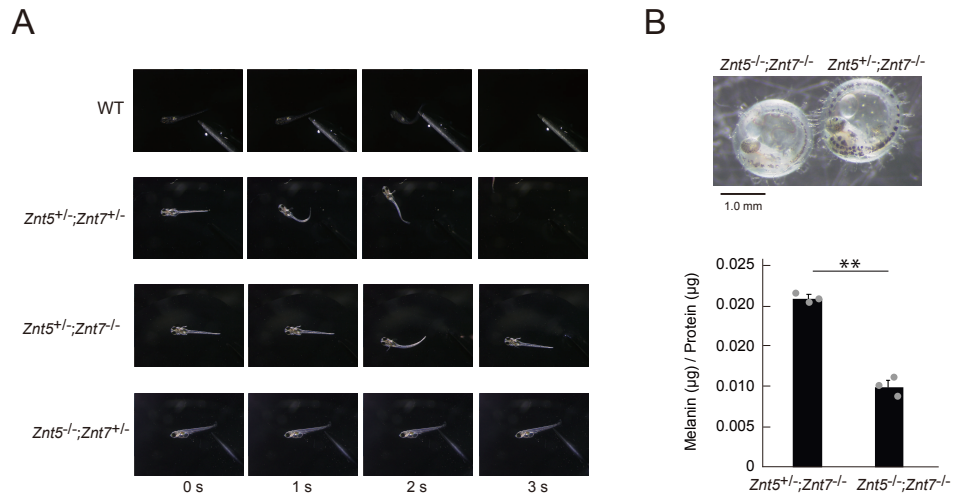 A
WT
Znt5+/-;Znt7+/-
Znt5+/-;Znt7-/-
Znt5-/-;Znt7+/-
0 s 1 s 2 s 3 s
B
Znt5-/-;Znt7-/- Znt5+/-;Znt7-/-
1.0 mm
Melanin (µg) / Protein (µg)
0.025
0.020
0.020
0.010
0.005
0
**
Znt5+/-;Znt7-/- Znt5-/-;Znt7-/-